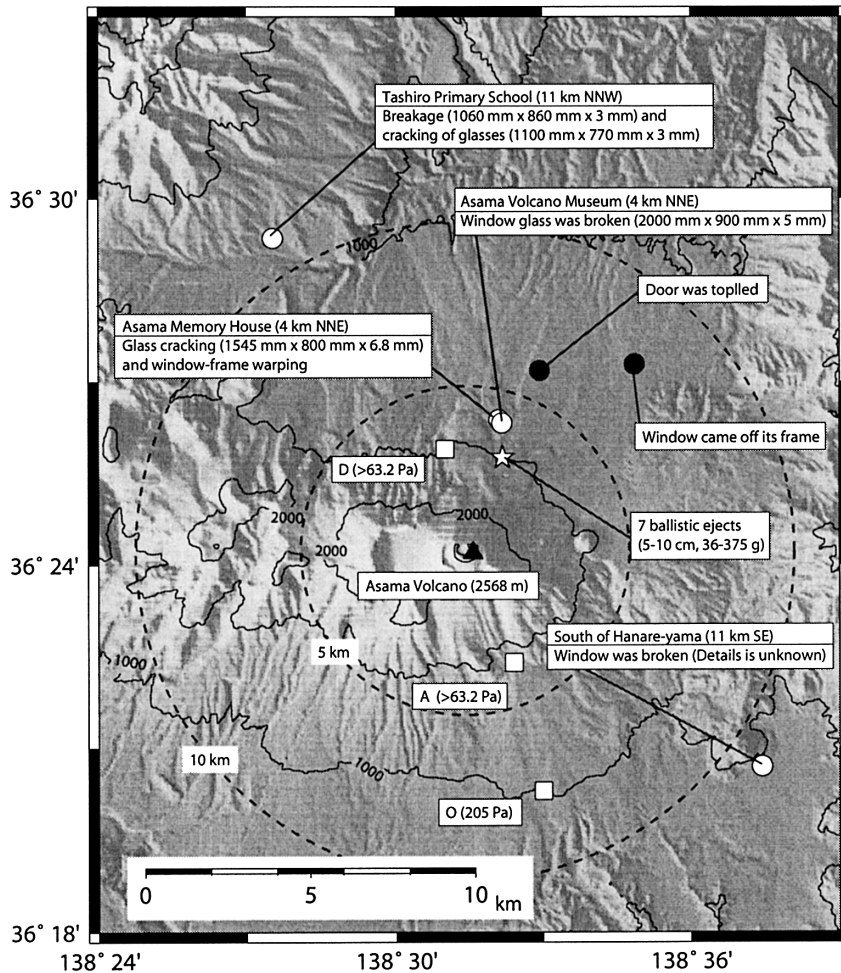 Tashiro Primary School (11 km NNW)
Breakage (1060 mm x 860 mm x 3 mm) and
cracking of glasses (1100 mm x 770 mm x 3 mm)
36° 30'
Asama Volcano Museum (4 km NNE)
Window glass was broken (2000 mm x 900 mm x 5 mm)
1000
Door was toplled
Asama Memory House (4 km NNE)
Glass cracking (1545 mm x 800 mm x 6.8 mm)
and window-frame warping
Window came off its frame
D (>63.2 Pa)
2000
2000
2000
7 ballistic ejects
(5-10 cm, 36-375 g)
36° 24'
Asama Volcano (2568 m)
South of Hanare-yama (11 km SE)
Window was broken (Details is unknown)
5 km
1000
A (>63.2 Pa)
10 km
1000
O (205 Pa)
0 5 10 km
36° 18'
138° 24' 138° 30' 138° 36'